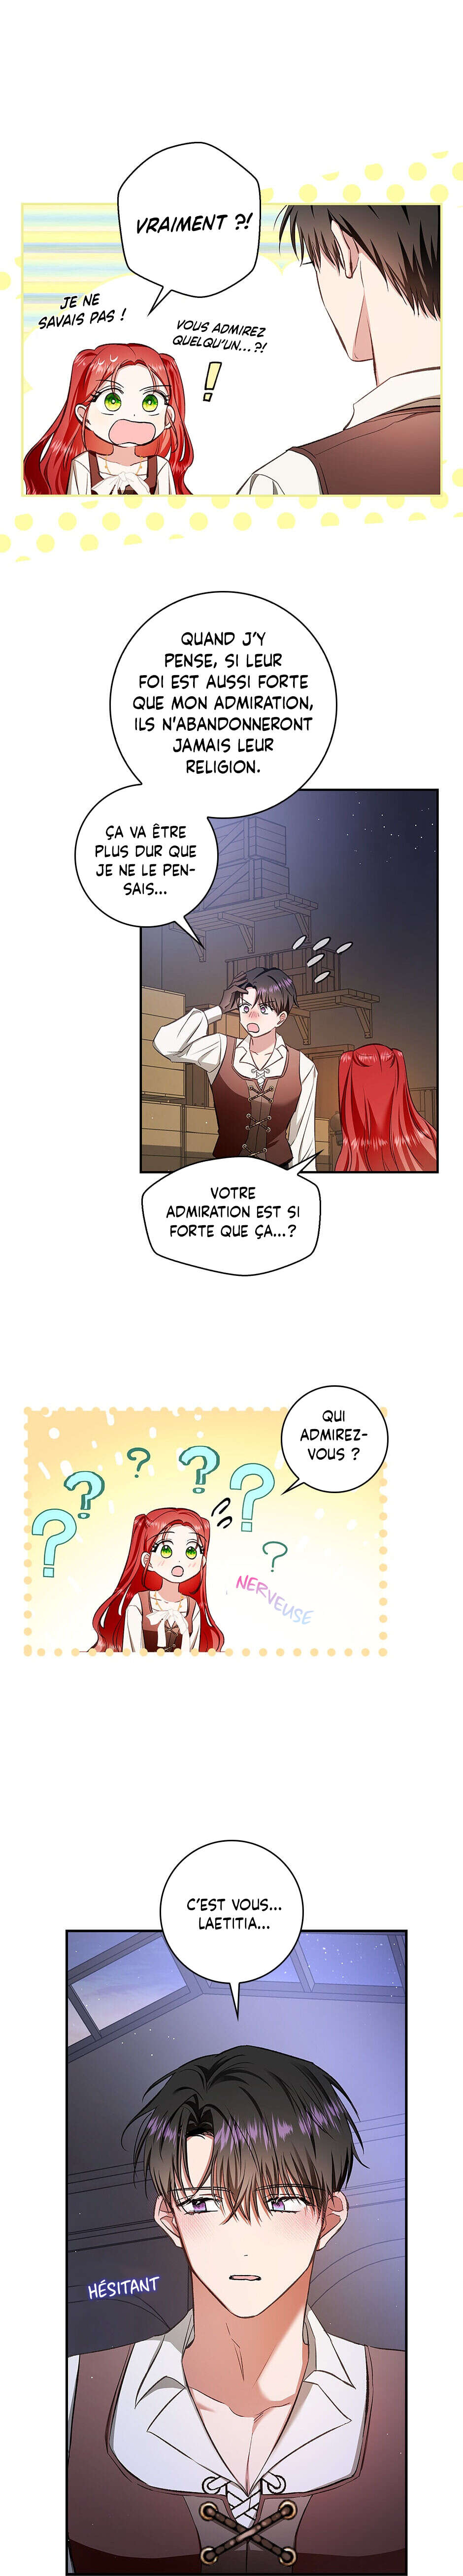 VRAIMENT ?!
JE NE
SAVAIS PAS !
VOUS ADMIREZ
QUELQU'UN...?!
!
QUAND J'Y
PENSE, SI LEUR
FOI EST AUSSI FORTE
QUE MON ADMIRATION,
ILS N'ABANDONNERONT
JAMAIS LEUR
RELIGION.
ÇA VA ÊTRE
PLUS DUR QUE
JE NE LE PEN-
SAIS...
VOTRE
ADMIRATION EST SI
FORTE QUE ÇA...?
QUI
ADMIREZ-
VOUS ?
? ? ? ? ? ?
NERVEUSE
C'EST VOUS...
LAETITIA...
HÉSITANT